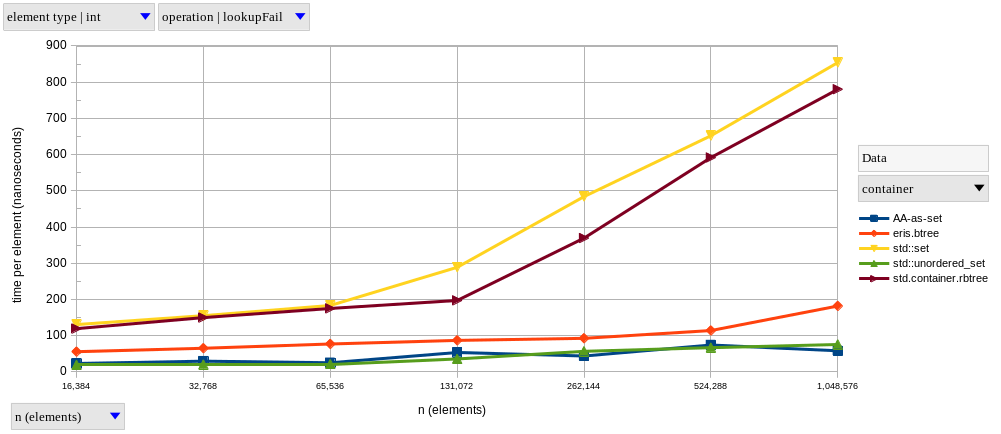 element type | int
operation | lookupFail
900
800
700
600
500
400
300
200
100
0
time per element (nanoseconds)
16,384
32,768
65,536
131,072
262,144
524,288
1,048,576
n (elements)
n (elements)
Data
container
AA-as-set
eris.btree
std::set
std::unordered_set
std.container.rbtree